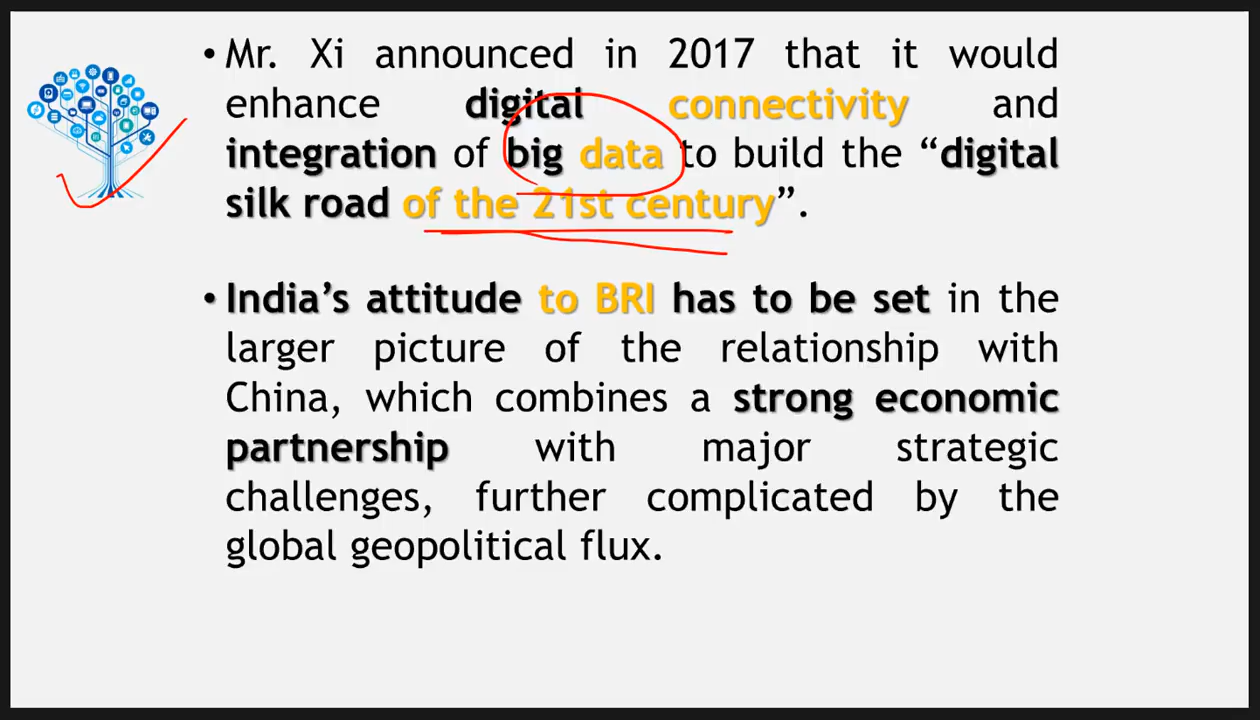 • Mr. Xi announced in 2017 that it would
enhance digital connectivity and
integration of big data to build the “digital
silk road of the 21st century”.
• India’s attitude to BRI has to be set in the
larger picture of the relationship with
China, which combines a strong economic
partnership with major strategic
challenges, further complicated by the
global geopolitical flux.